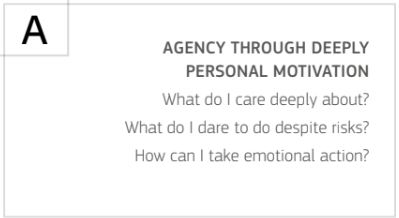 A
AGENCY THROUGH DEEPLY
PERSONAL MOTIVATION
What do I care deeply about?
What do I dare to do despite risks?
How can I take emotional action?